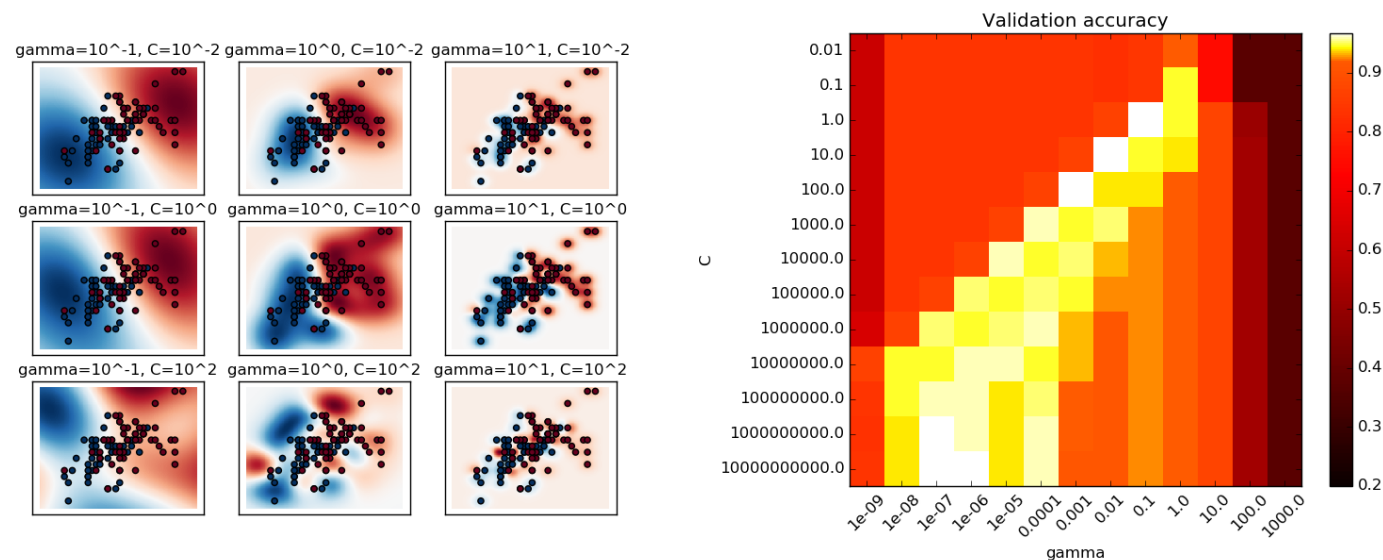 gamma=10^-1, C=10^-2
gamma=10^0, C=10^-2
gamma=10^1, C=10^-2
gamma=10^-1, C=10^0
gamma=10^0, C=10^0
gamma=10^1, C=10^0
gamma=10^-1, C=10^2
gamma=10^0, C=10^2
gamma=10^1, C=10^2
Validation accuracy
C
0.01
0.1
1.0
10.0
100.0
1000.0
10000.0
100000.0
1000000.0
10000000.0
100000000.0
1000000000.0
10000000000.0
1e-09
1e-08
1e-07
1e-06
1e-05
0.0001
0.001
0.01
0.1
1.0
10.0
100.0
1000.0
gamma
0.9
0.8
0.7
0.6
0.5
0.4
0.3
0.2